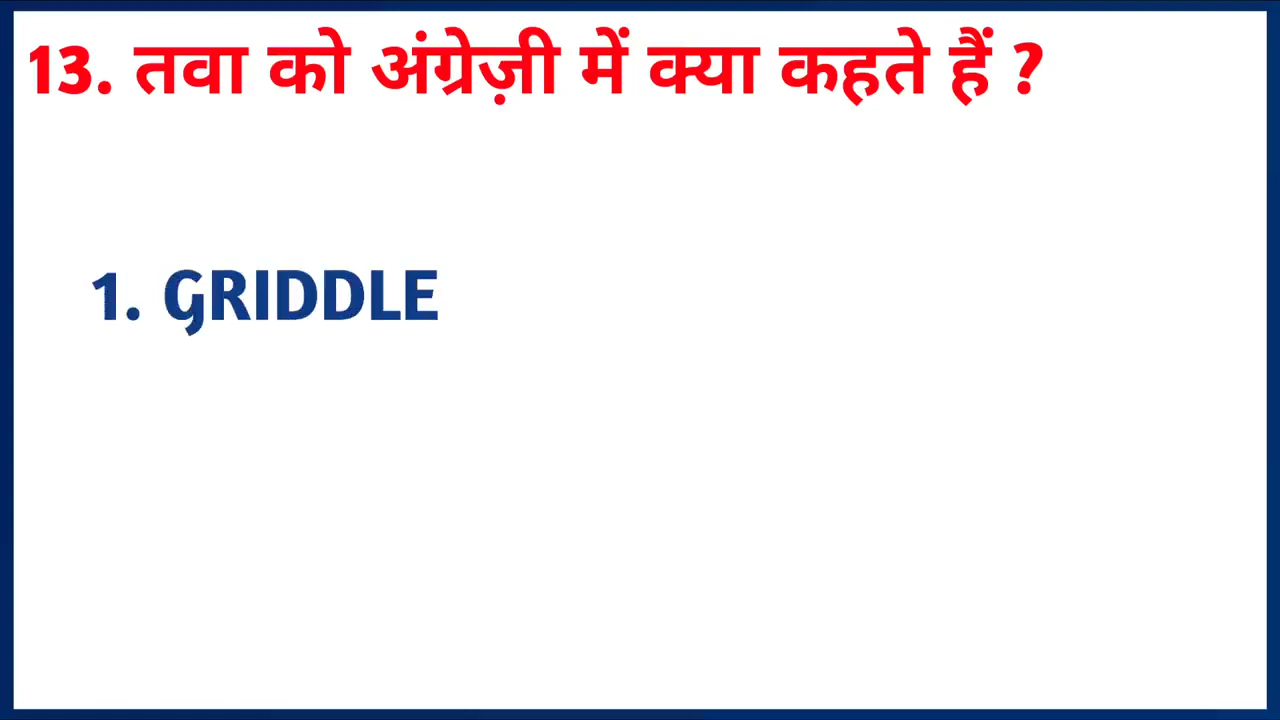 13. तवा को अंग्रेज़ी में क्या कहते हैं ?
1. GRIDDLE